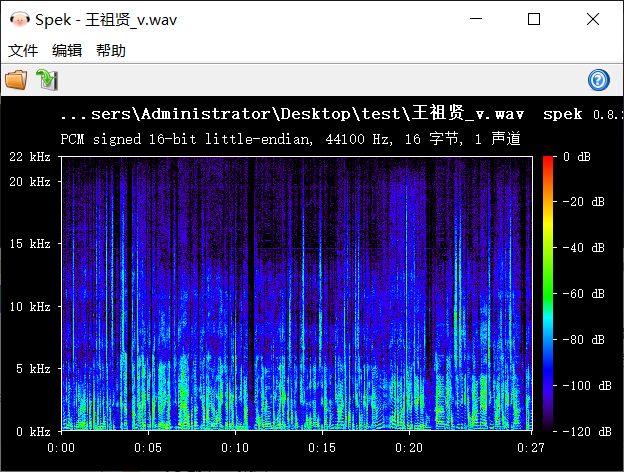 Spek - 王祖贤_v.wav
文件 编辑 帮助
...sers\Administrator\Desktop\test\王祖贤_v.wav spek 0.8.
PCM signed 16-bit little-endian, 44100 Hz, 16 字节, 1 声道
22 kHz
20 kHz
15 kHz
10 kHz
5 kHz
0 kHz
0:00 0:05 0:10 0:15 0:20 0:27
0 dB
-20 dB
-40 dB
-60 dB
-80 dB
-100 dB
-120 dB